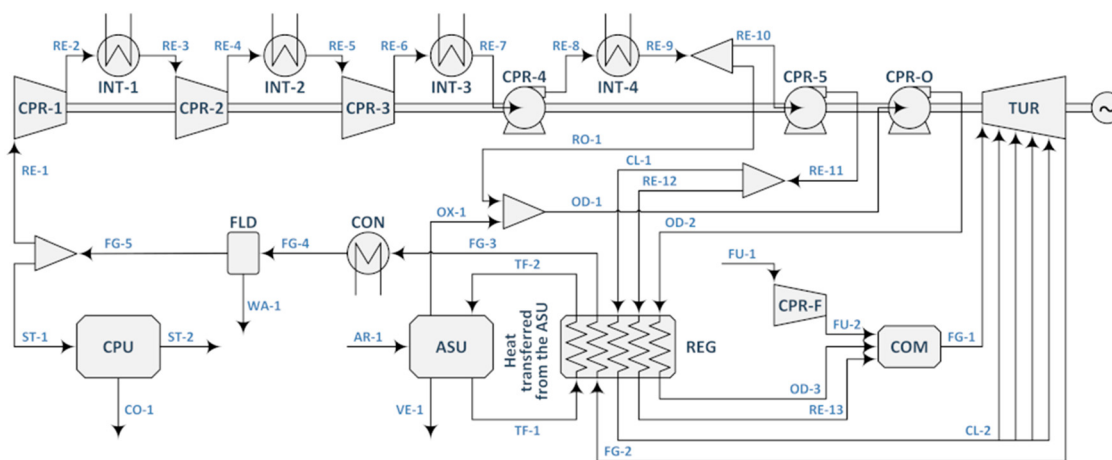 RE-2
RE-3
RE-4
RE-5
RE-6
RE-7
RE-8
RE-9
RE-10
INT-1
INT-2
INT-3
CPR-4
INT-4
CPR-5
CPR-O
CPR-1
CPR-2
CPR-3
TUR
~
RE-1
RO-1
CL-1
RE-12
RE-11
OX-1
OD-1
OD-2
FLD
CON
FG-5
FG-4
FG-3
TF-2
FU-1
WA-1
CPR-F
FU-2
ST-1
CPU
ST-2
AR-1
ASU
Heat
transferred
from the ASU
REG
COM
FG-1
OD-3
CO-1
VE-1
TF-1
RE-13
FG-2
CL-2